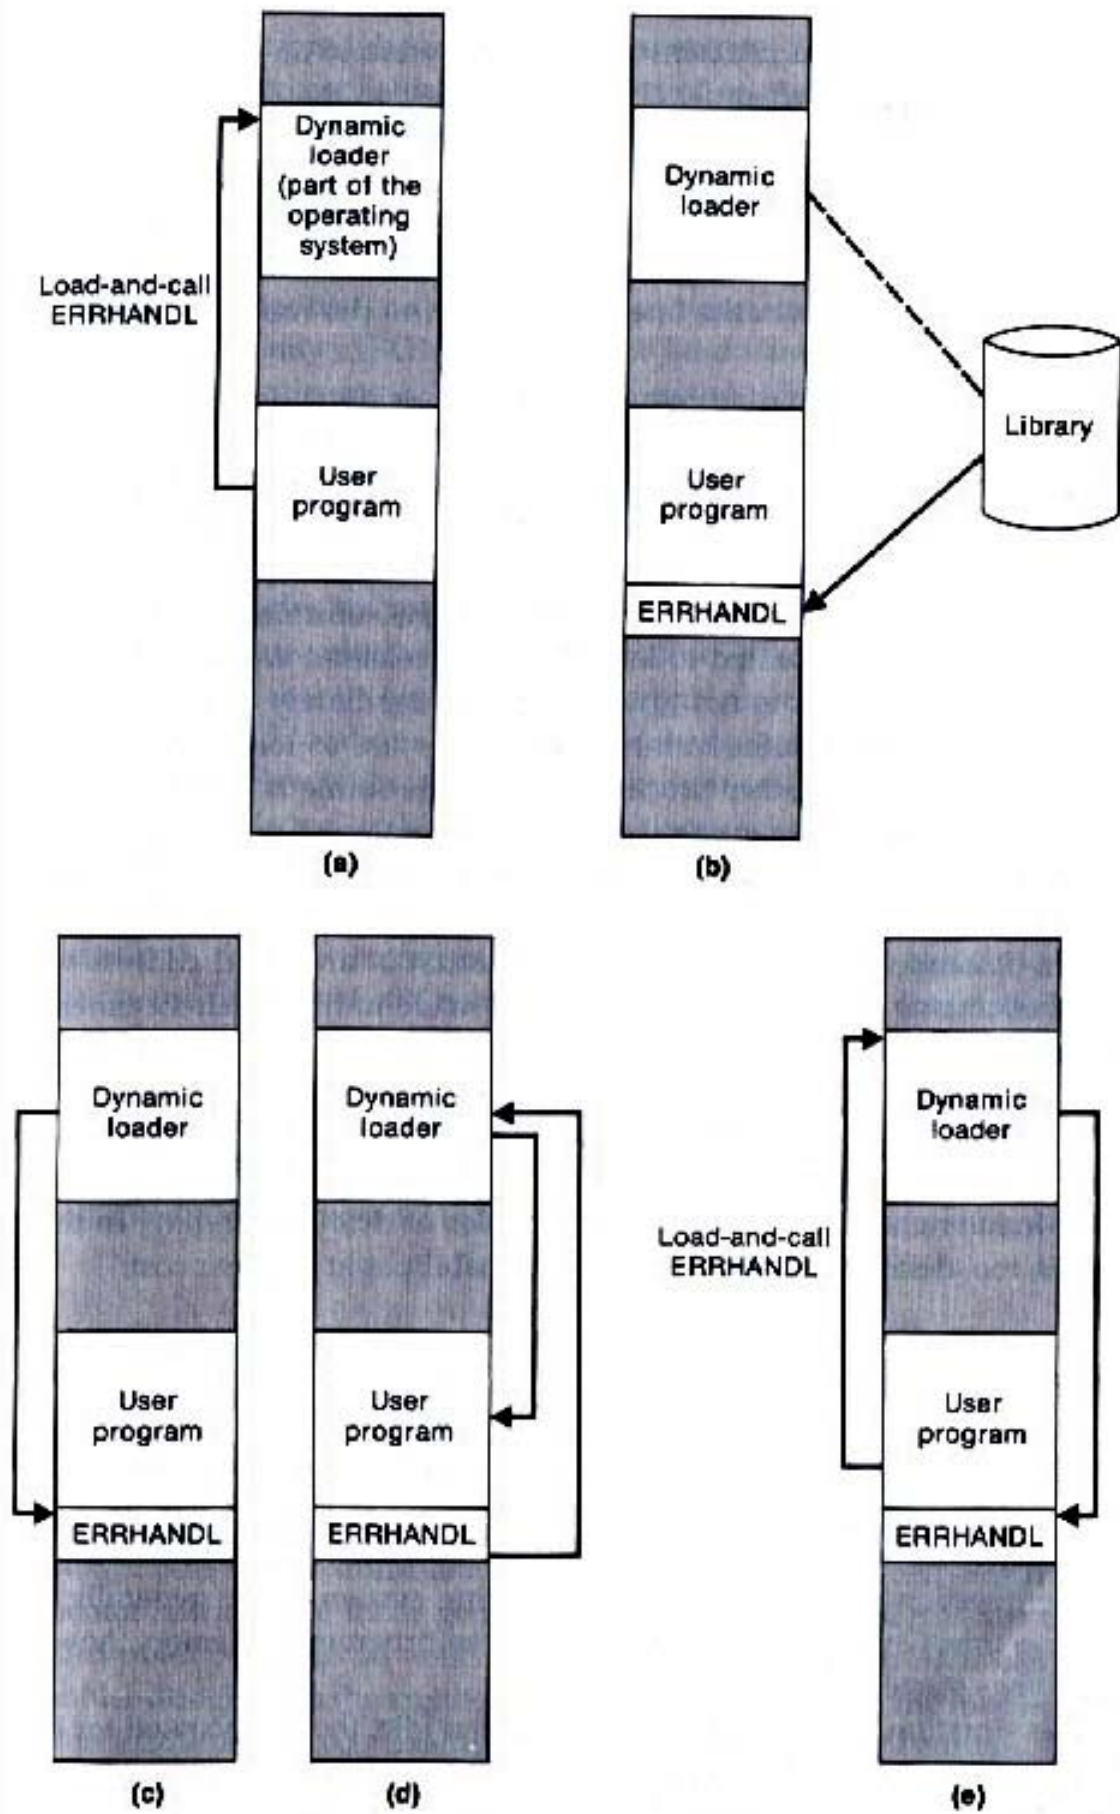 Dynamic
loader
(part of the
operating
system)
Load-and-call
ERRHANDL
User
program
(a)
Dynamic
loader
Library
User
program
ERRHANDL
(b)
Dynamic
loader
User
program
ERRHANDL
(c)
Dynamic
loader
User
program
ERRHANDL
(d)
Dynamic
loader
Load-and-call
ERRHANDL
User
program
ERRHANDL
(e)